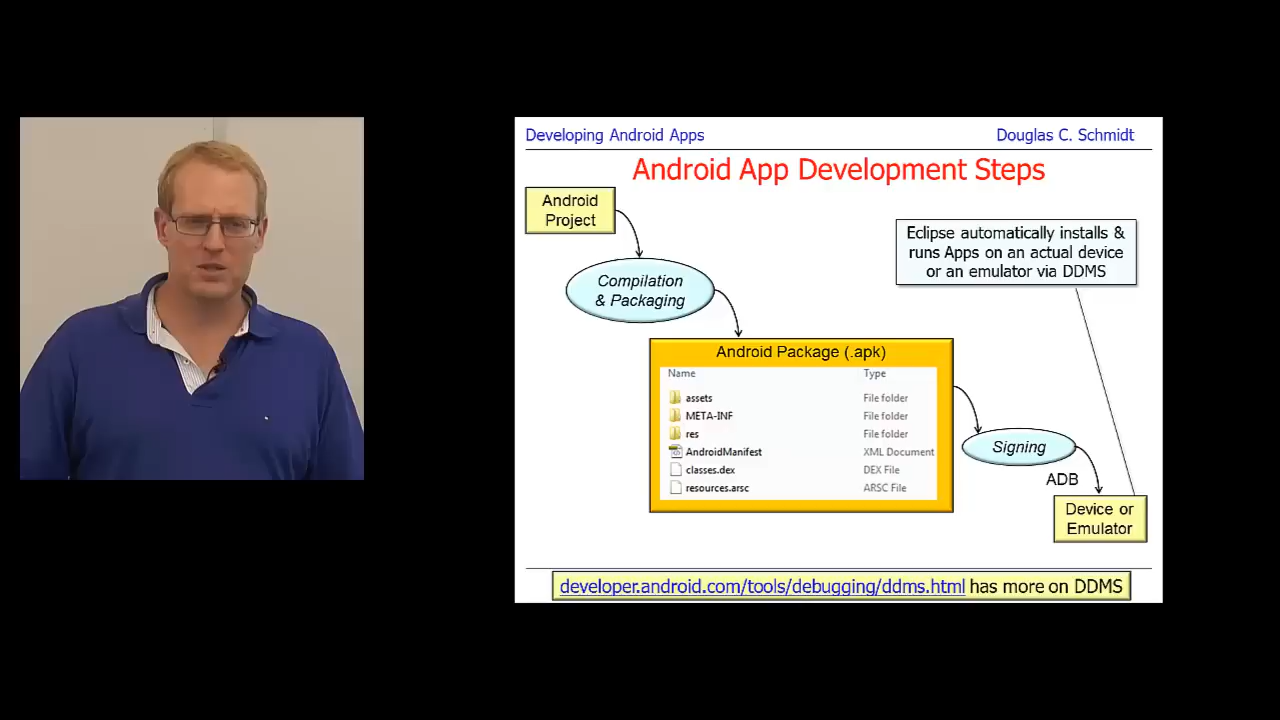 Developing Android Apps
Douglas C. Schmidt
Android App Development Steps
Android
Project
Eclipse automatically installs &
runs Apps on an actual device
or an emulator via DDMS
Compilation
& Packaging
Android Package (.apk)
Name Type
assets File folder
META-INF File folder
res File folder
AndroidManifest XML Document
classes.dex DEX File
resources.arsc ARSC File
Signing
ADB
Device or
Emulator
developer.android.com/tools/debugging/ddms.html has more on DDMS